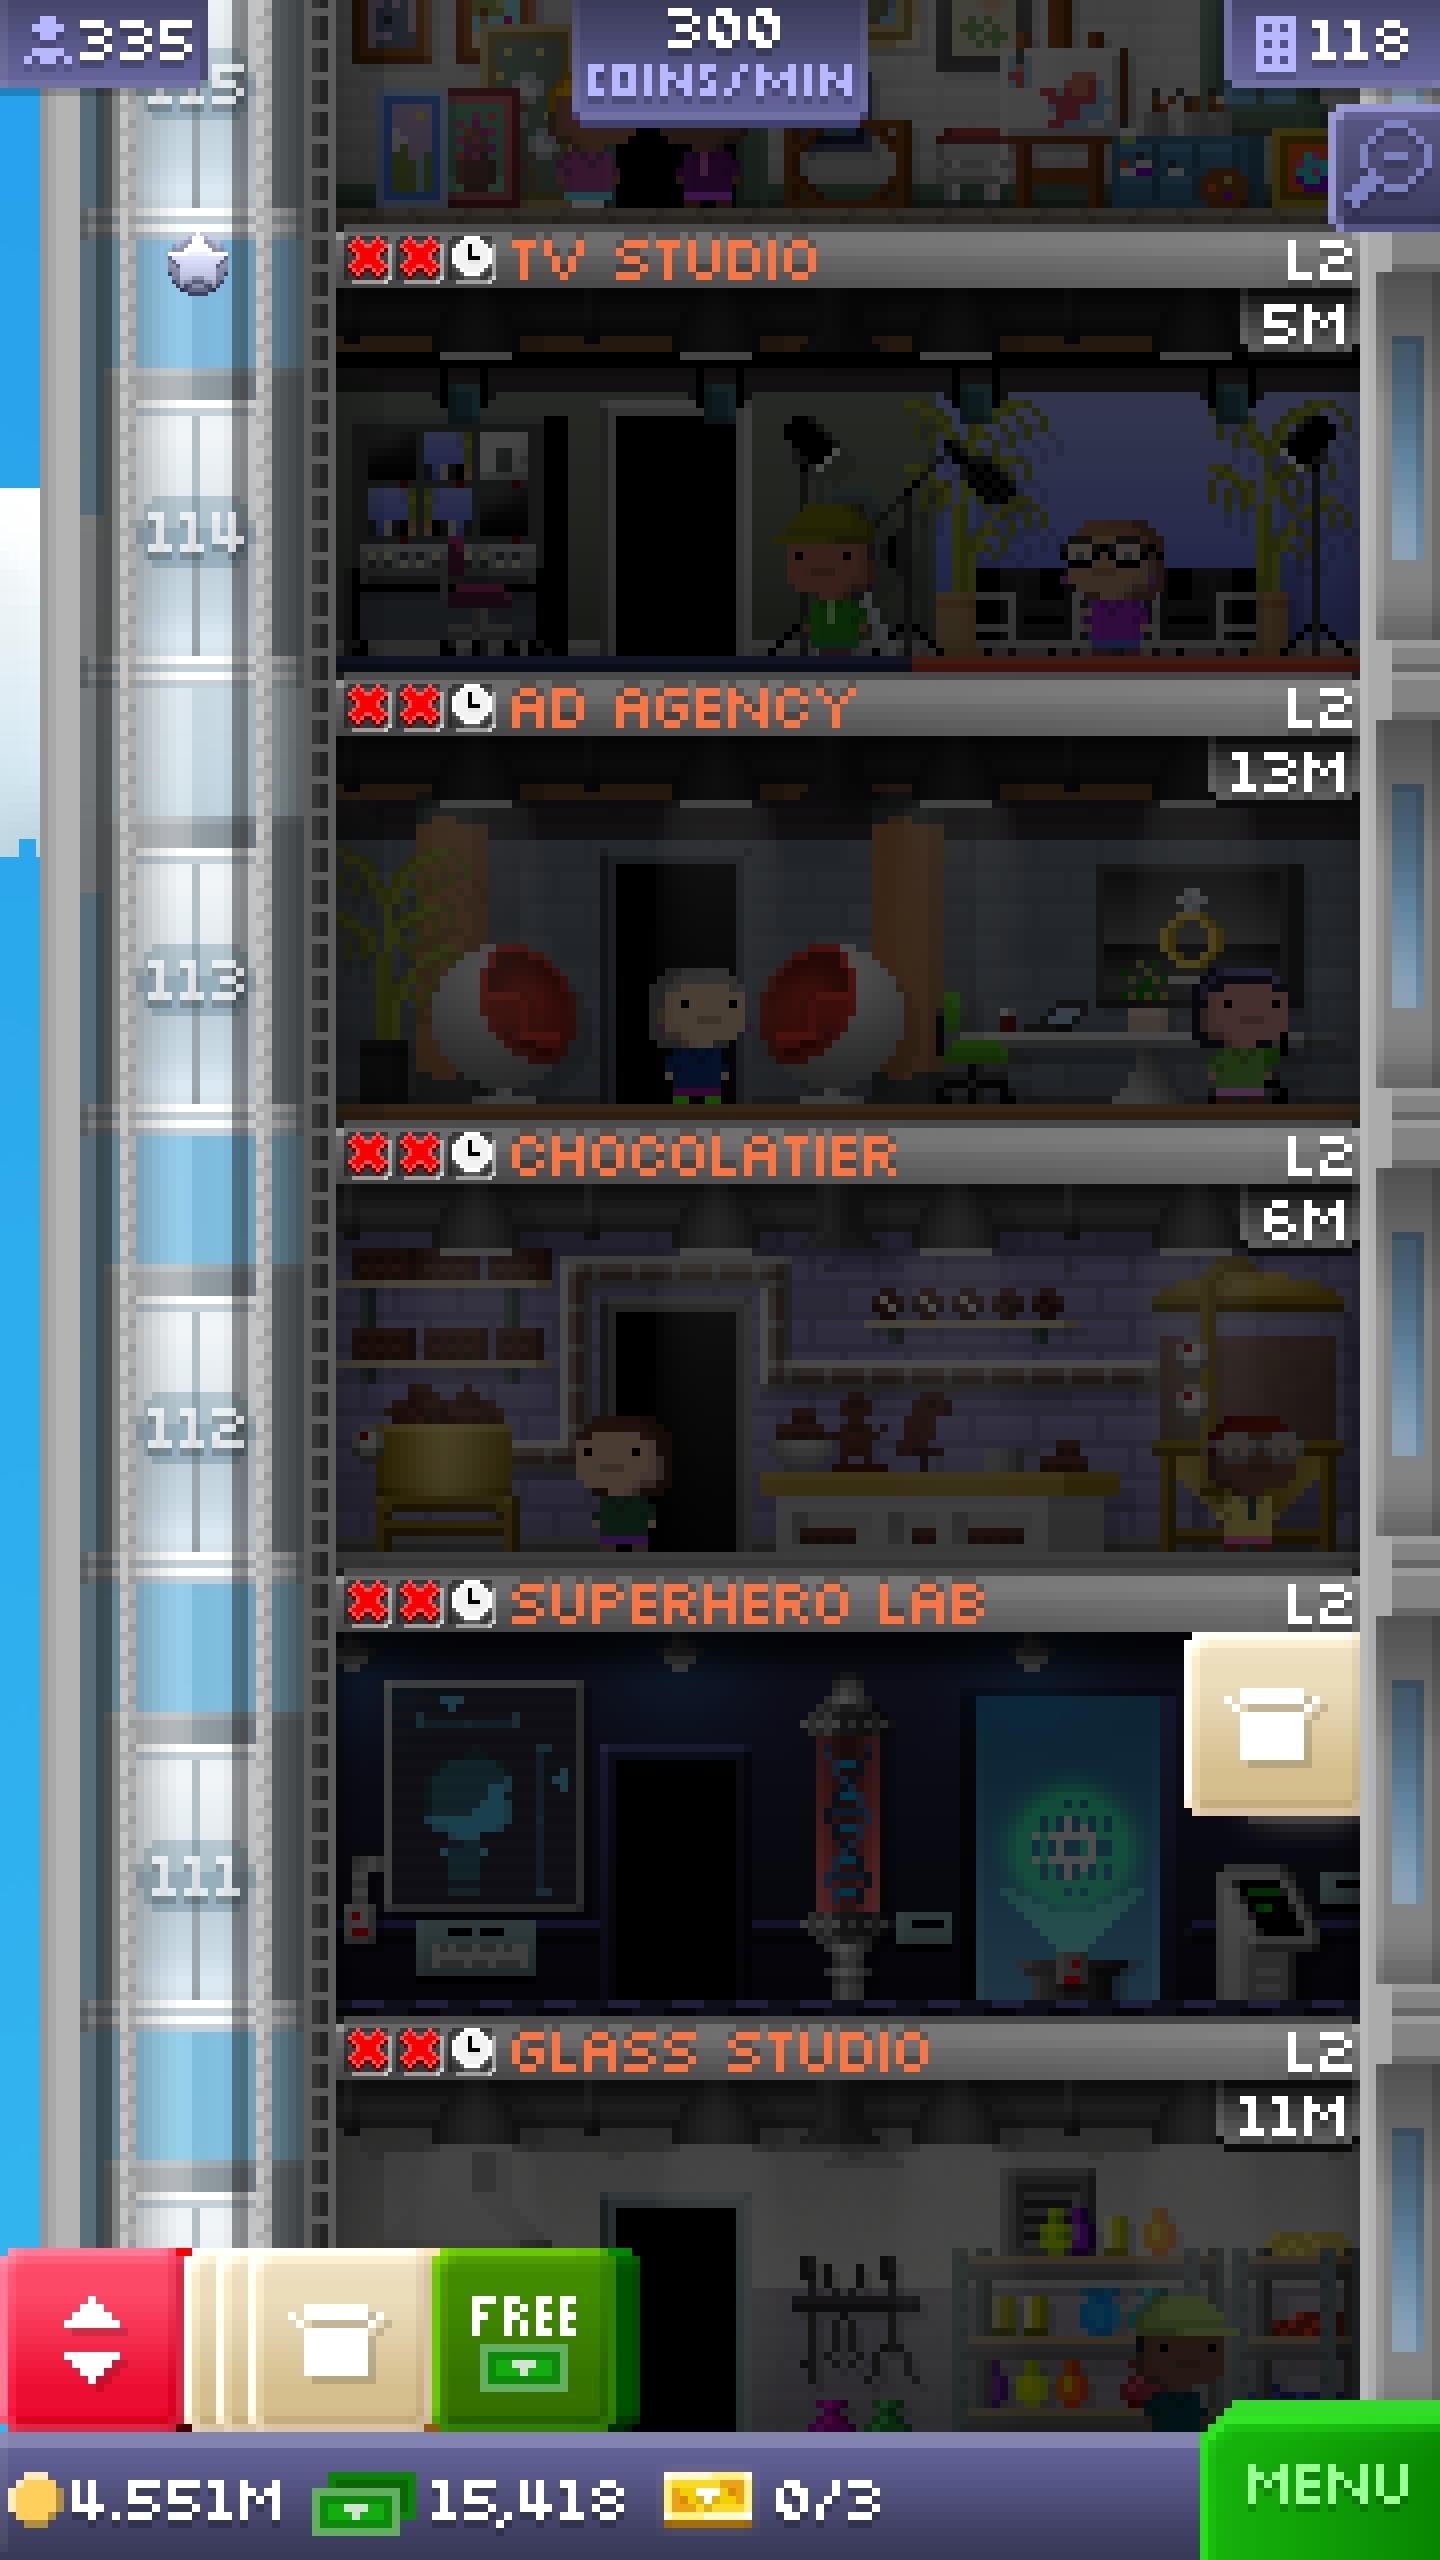 335
300
COINS/MIN
118
115
TV STUDIO L2
5M
114
AD AGENCY L2
13M
113
CHOCOLATIER L2
6M
112
SUPERHERO LAB L2
111
GLASS STUDIO L2
11M
FREE
4.551M 15,418 0/3 MENU